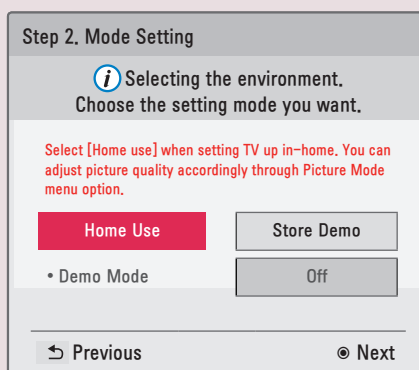 Step 2. Mode Setting
i Selecting the environment.
Choose the setting mode you want.
Select [Home use] when setting TV up in-home. You can
adjust picture quality accordingly through Picture Mode
menu option.
Home Use Store Demo
• Demo Mode Off
Previous Next